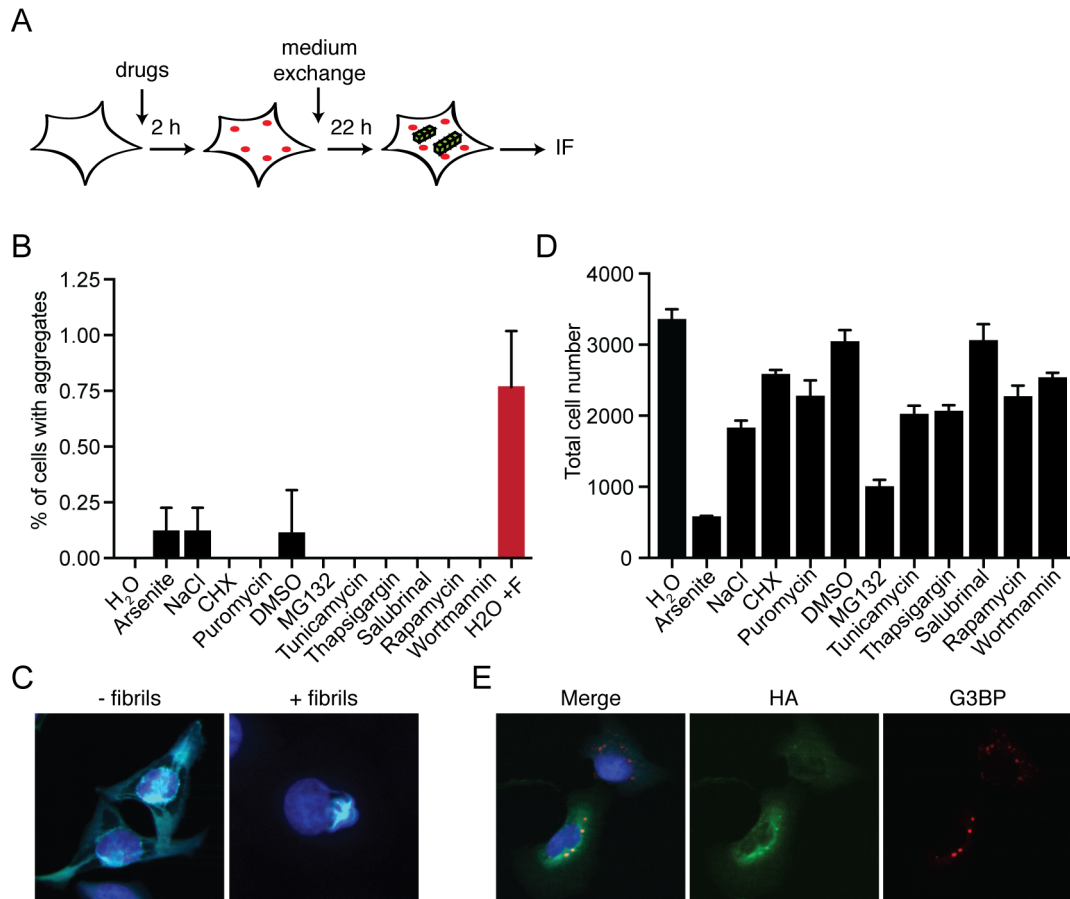 A
drugs
medium
exchange
2 h
22 h
IF
B
% of cells with aggregates
1.25
1.00
0.75
0.50
0.25
0.00
H2O
Arsenite
NaCl
CHX
Puromycin
DMSO
MG132
Tunicamycin
Thapsigargin
Salubrinal
Rapamycin
Wortmannin
H2O +F
D
Total cell number
4000
3000
2000
1000
0
H2O
Arsenite
NaCl
CHX
Puromycin
DMSO
MG132
Tunicamycin
Thapsigargin
Salubrinal
Rapamycin
Wortmannin
C
- fibrils
+ fibrils
E
Merge
HA
G3BP